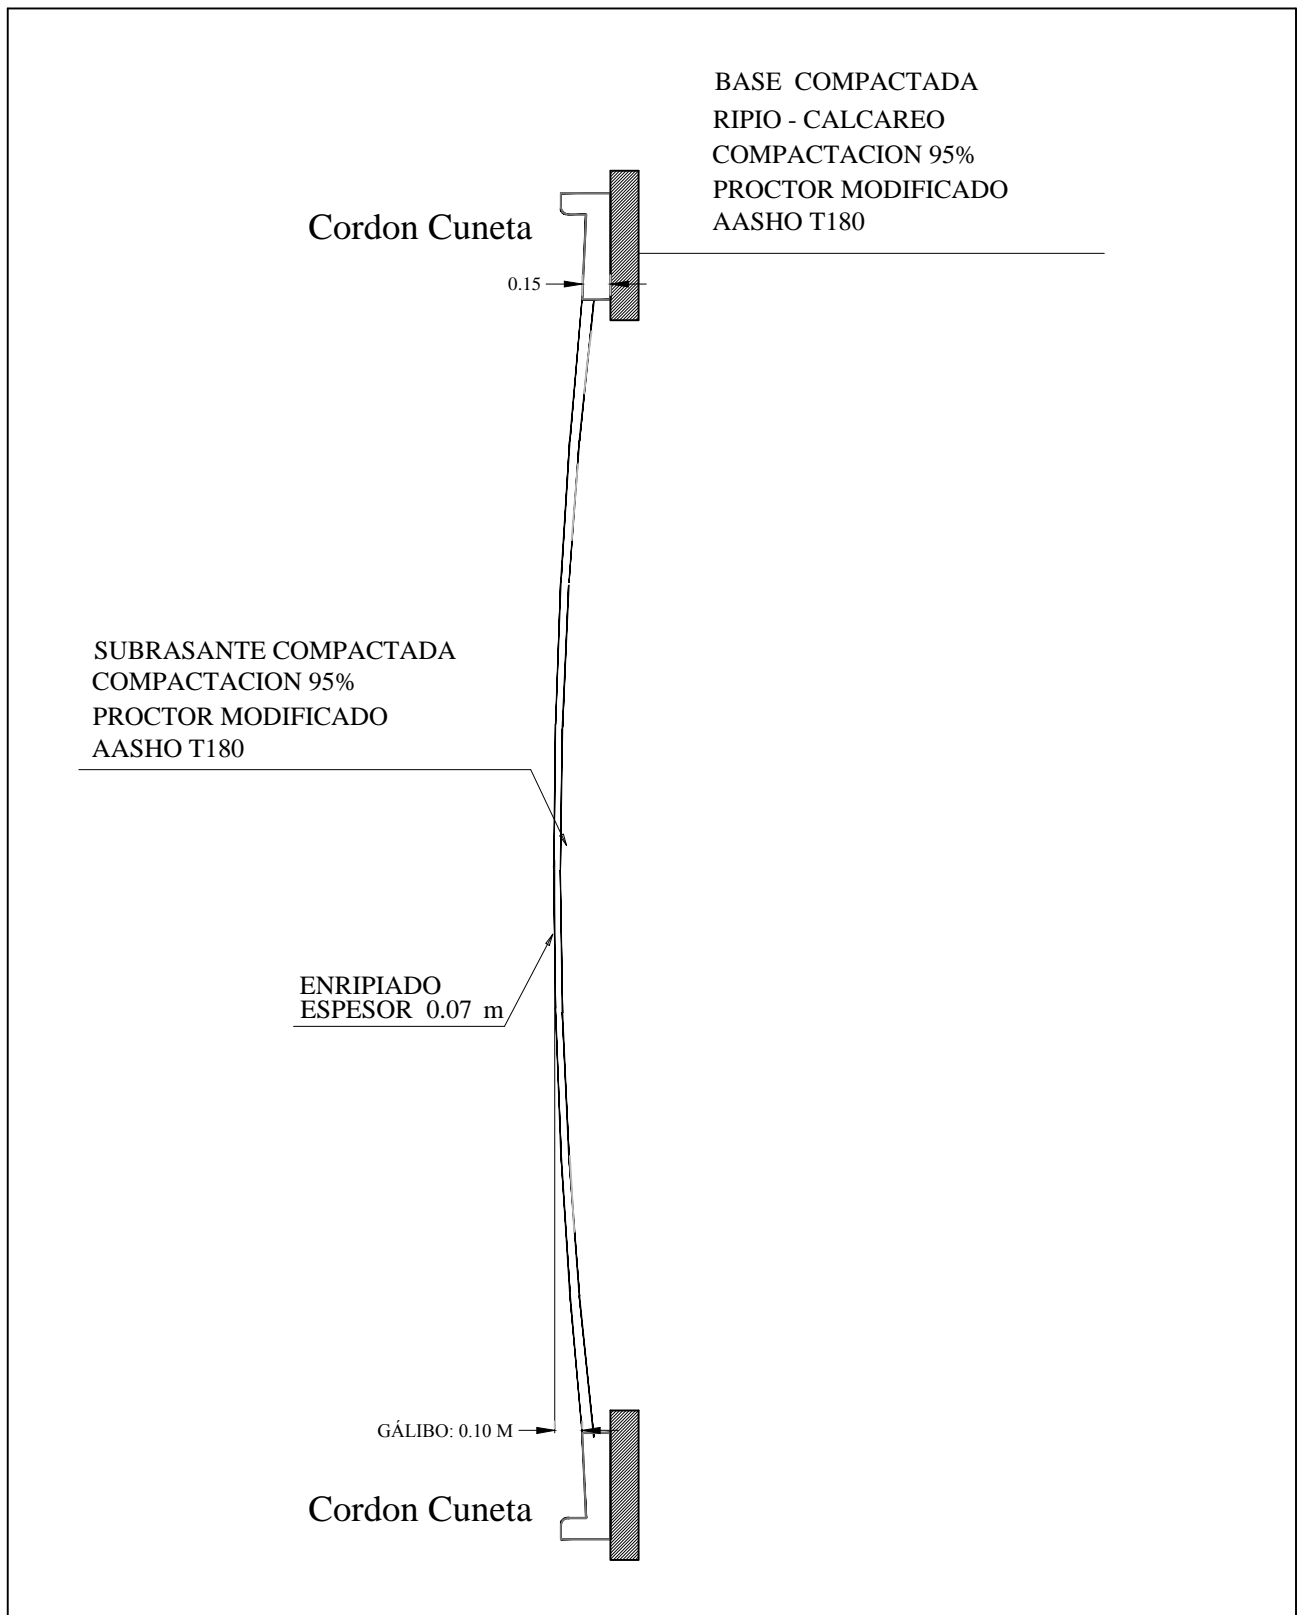 BASE COMPACTADA
RIPIO - CALCAREO
COMPACTACION 95%
PROCTOR MODIFICADO
AASHO T180
Cordon Cuneta
0.15
SUBRASANTE COMPACTADA
COMPACTACION 95%
PROCTOR MODIFICADO
AASHO T180
ENRIPIADO
ESPESOR 0.07 m
GÁLIBO: 0.10 M
Cordon Cuneta